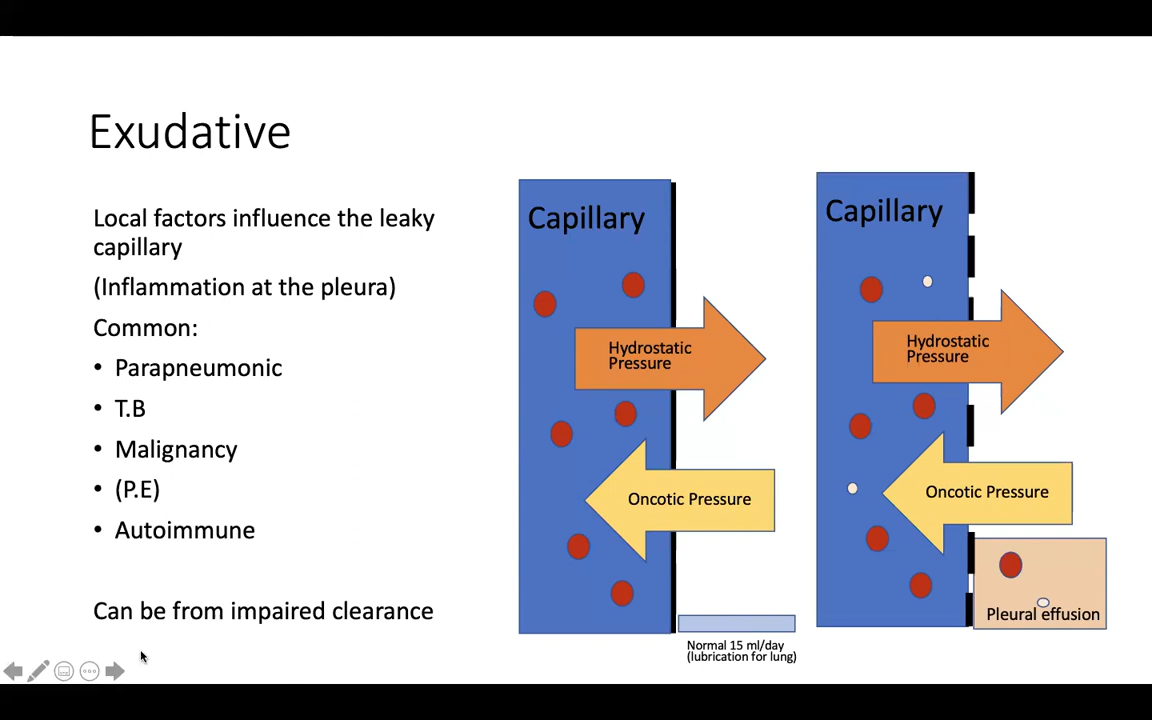 Exudative
Local factors influence the leaky
capillary
(Inflammation at the pleura)
Common:
• Parapneumonic
• T.B
• Malignancy
• (P.E)
• Autoimmune
Can be from impaired clearance
Capillary
Hydrostatic
Pressure
Oncotic Pressure
Normal 15 ml/day
(lubrication for lung)
Capillary
Hydrostatic
Pressure
Oncotic Pressure
Pleural effusion